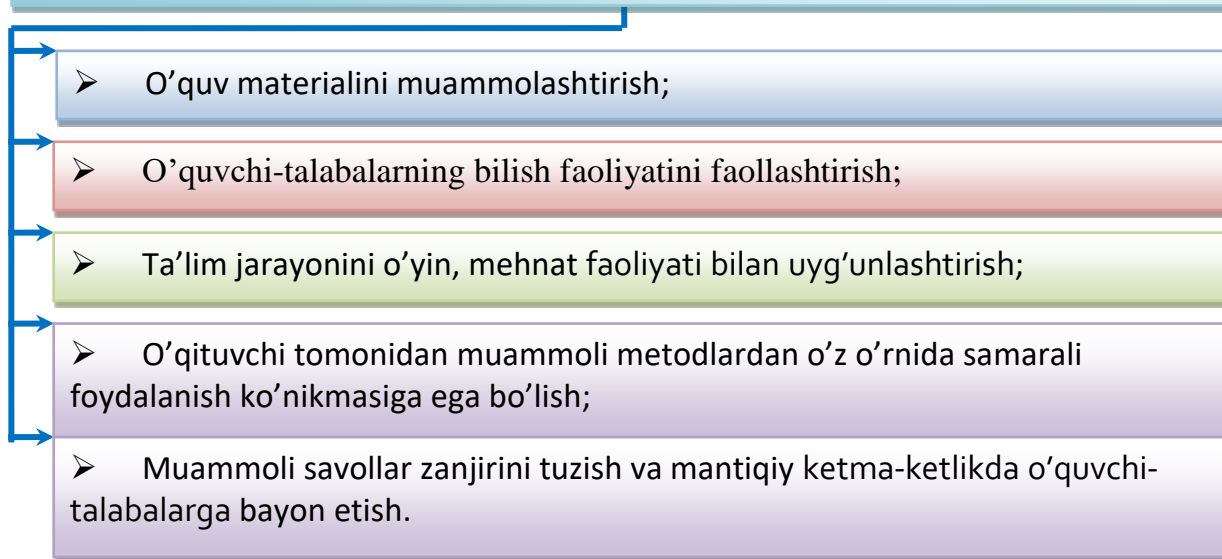 ➤ O’quv materialini muammolashtirish;
➤ O’quvchi-talabalarning bilish faoliyatini faollashtirish;
➤ Ta’lim jarayonini o’yin, mehnat faoliyati bilan uyg’unlashtirish;
➤ O’qituvchi tomonidan muammoli metodlardan o’z o’rnida samarali
foydalanish ko’nikmasiga ega bo’lish;
➤ Muammoli savollar zanjirini tuzish va mantiqiy ketma-ketlikda o’quvchi-
talabalarga bayon etish.